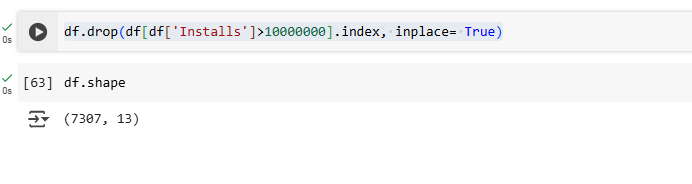 df.drop(df[df['Installs']>10000000].index, inplace= True)
0s
[63] df.shape
0s
(7307, 13)